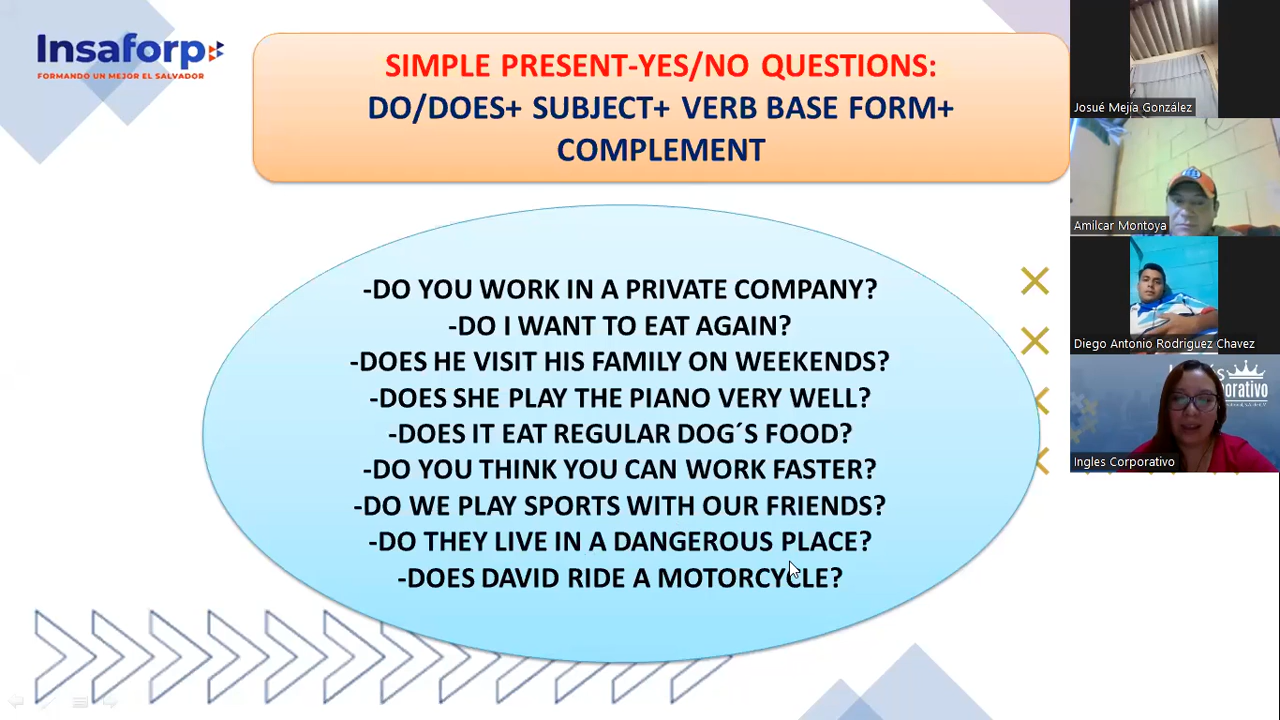 Insaforp
FORMANDO UN MEJOR EL SALVADOR
SIMPLE PRESENT-YES/NO QUESTIONS:
DO/DOES+ SUBJECT+ VERB BASE FORM+
COMPLEMENT
-DO YOU WORK IN A PRIVATE COMPANY?
-DO I WANT TO EAT AGAIN?
-DOES HE VISIT HIS FAMILY ON WEEKENDS?
-DOES SHE PLAY THE PIANO VERY WELL?
-DOES IT EAT REGULAR DOG´S FOOD?
-DO YOU THINK YOU CAN WORK FASTER?
-DO WE PLAY SPORTS WITH OUR FRIENDS?
-DO THEY LIVE IN A DANGEROUS PLACE?
-DOES DAVID RIDE A MOTORCYCLE?
Josué Mejía González
Amilcar Montoya
Diego Antonio Rodriguez Chavez
Ingles Corporativo